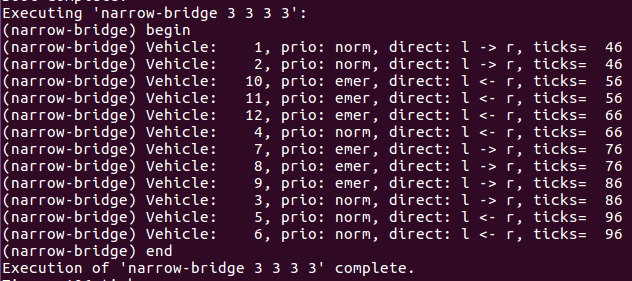 Executing 'narrow-bridge 3 3 3 3':
(narrow-bridge) begin
(narrow-bridge) Vehicle:    1, prio: norm, direct: l -> r, ticks=  46
(narrow-bridge) Vehicle:    2, prio: norm, direct: l -> r, ticks=  46
(narrow-bridge) Vehicle:   10, prio: emer, direct: l <- r, ticks=  56
(narrow-bridge) Vehicle:   11, prio: emer, direct: l <- r, ticks=  56
(narrow-bridge) Vehicle:   12, prio: emer, direct: l <- r, ticks=  66
(narrow-bridge) Vehicle:    4, prio: norm, direct: l <- r, ticks=  66
(narrow-bridge) Vehicle:    7, prio: emer, direct: l -> r, ticks=  76
(narrow-bridge) Vehicle:    8, prio: emer, direct: l -> r, ticks=  76
(narrow-bridge) Vehicle:    9, prio: emer, direct: l -> r, ticks=  86
(narrow-bridge) Vehicle:    3, prio: norm, direct: l -> r, ticks=  86
(narrow-bridge) Vehicle:    5, prio: norm, direct: l <- r, ticks=  96
(narrow-bridge) Vehicle:    6, prio: norm, direct: l <- r, ticks=  96
(narrow-bridge) end
Execution of 'narrow-bridge 3 3 3 3' complete.